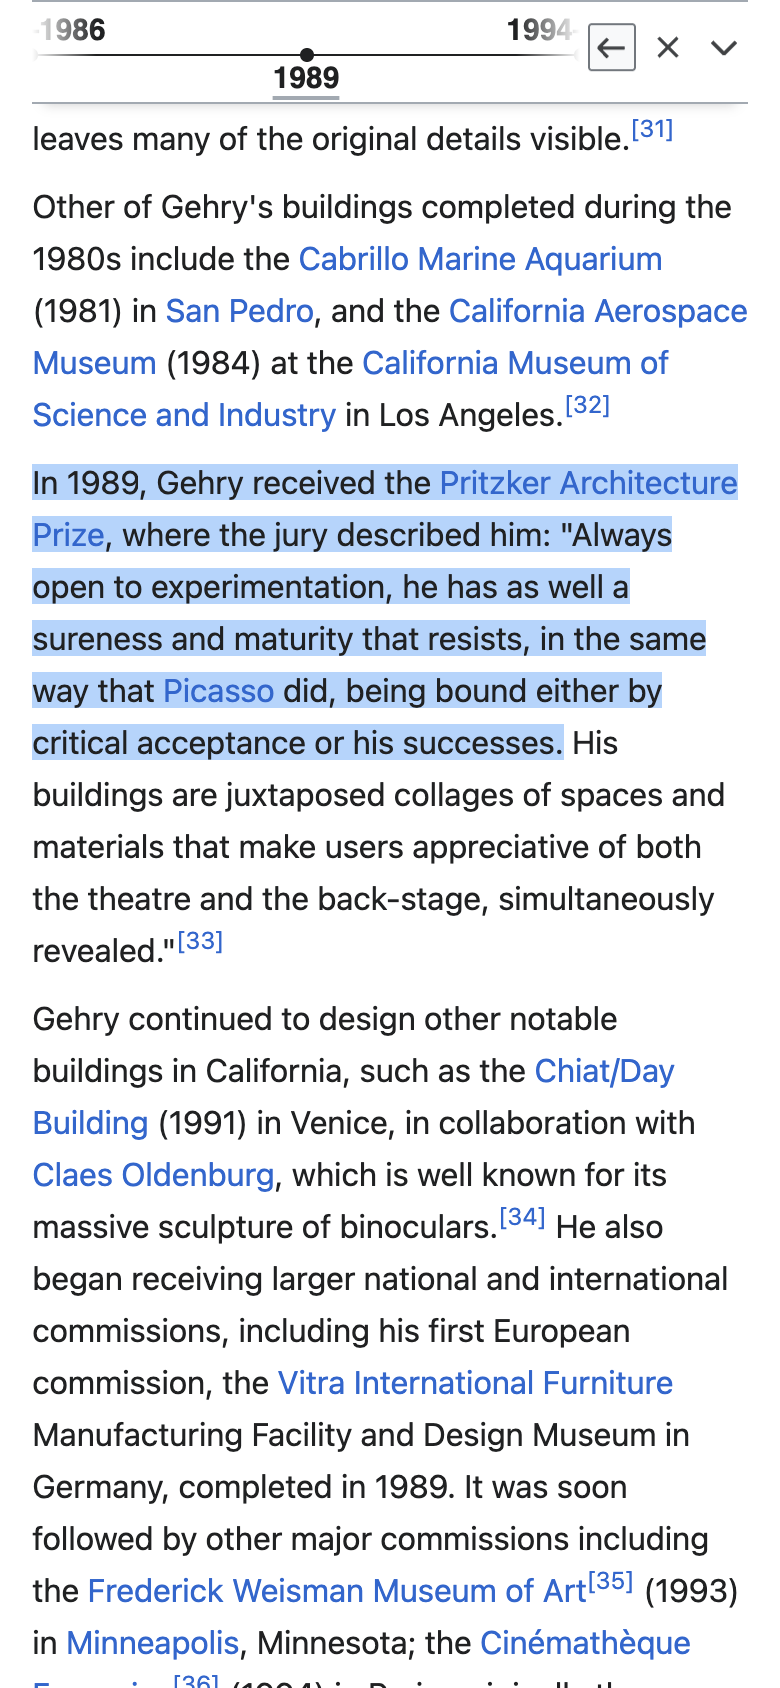 1986
1994
1989
leaves many of the original details visible.[31]
Other of Gehry's buildings completed during the
1980s include the Cabrillo Marine Aquarium
(1981) in San Pedro, and the California Aerospace
Museum (1984) at the California Museum of
Science and Industry in Los Angeles.[32]
In 1989, Gehry received the Pritzker Architecture
Prize, where the jury described him: "Always
open to experimentation, he has as well a
sureness and maturity that resists, in the same
way that Picasso did, being bound either by
critical acceptance or his successes. His
buildings are juxtaposed collages of spaces and
materials that make users appreciative of both
the theatre and the back-stage, simultaneously
revealed."[33]
Gehry continued to design other notable
buildings in California, such as the Chiat/Day
Building (1991) in Venice, in collaboration with
Claes Oldenburg, which is well known for its
massive sculpture of binoculars.[34] He also
began receiving larger national and international
commissions, including his first European
commission, the Vitra International Furniture
Manufacturing Facility and Design Museum in
Germany, completed in 1989. It was soon
followed by other major commissions including
the Frederick Weisman Museum of Art[35] (1993)
in Minneapolis, Minnesota; the Cinémathèque
[36] (1994) in